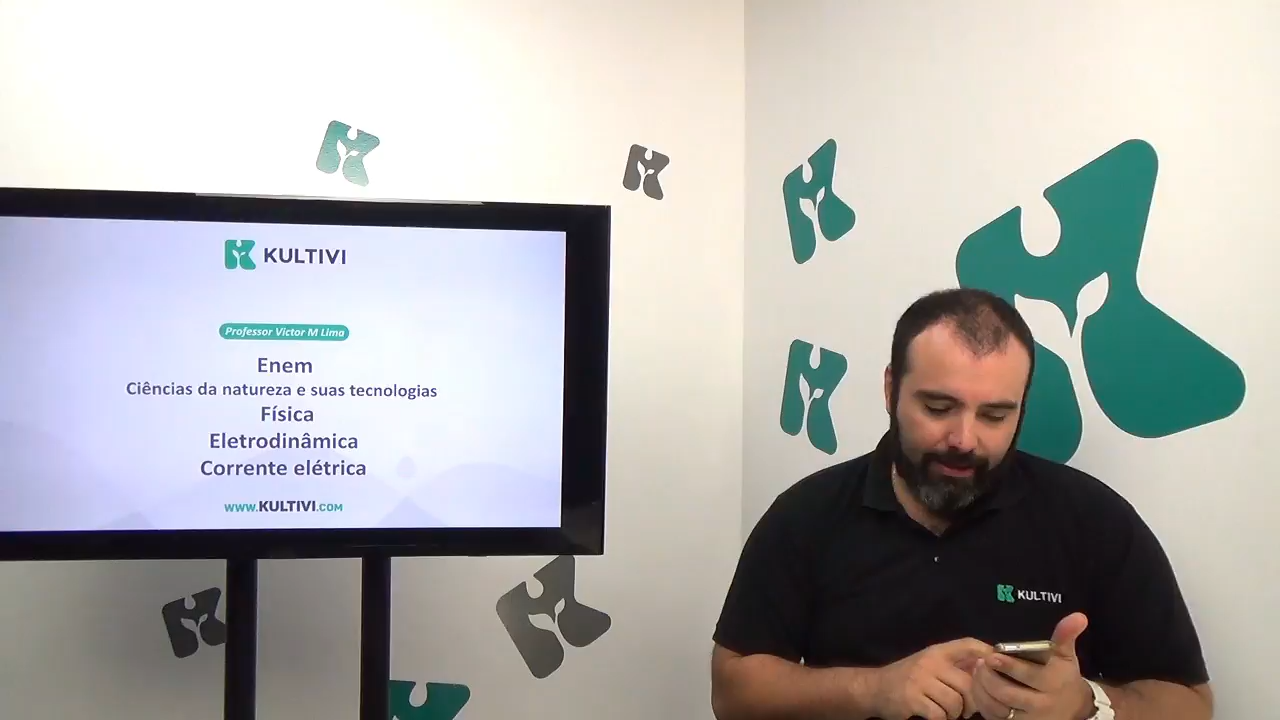 KULTIVI
Professor Victor M Lima
Enem
Ciências da natureza e suas tecnologias
Física
Eletrodinâmica
Corrente elétrica
www.KULTIVI.COM
KULTIVI